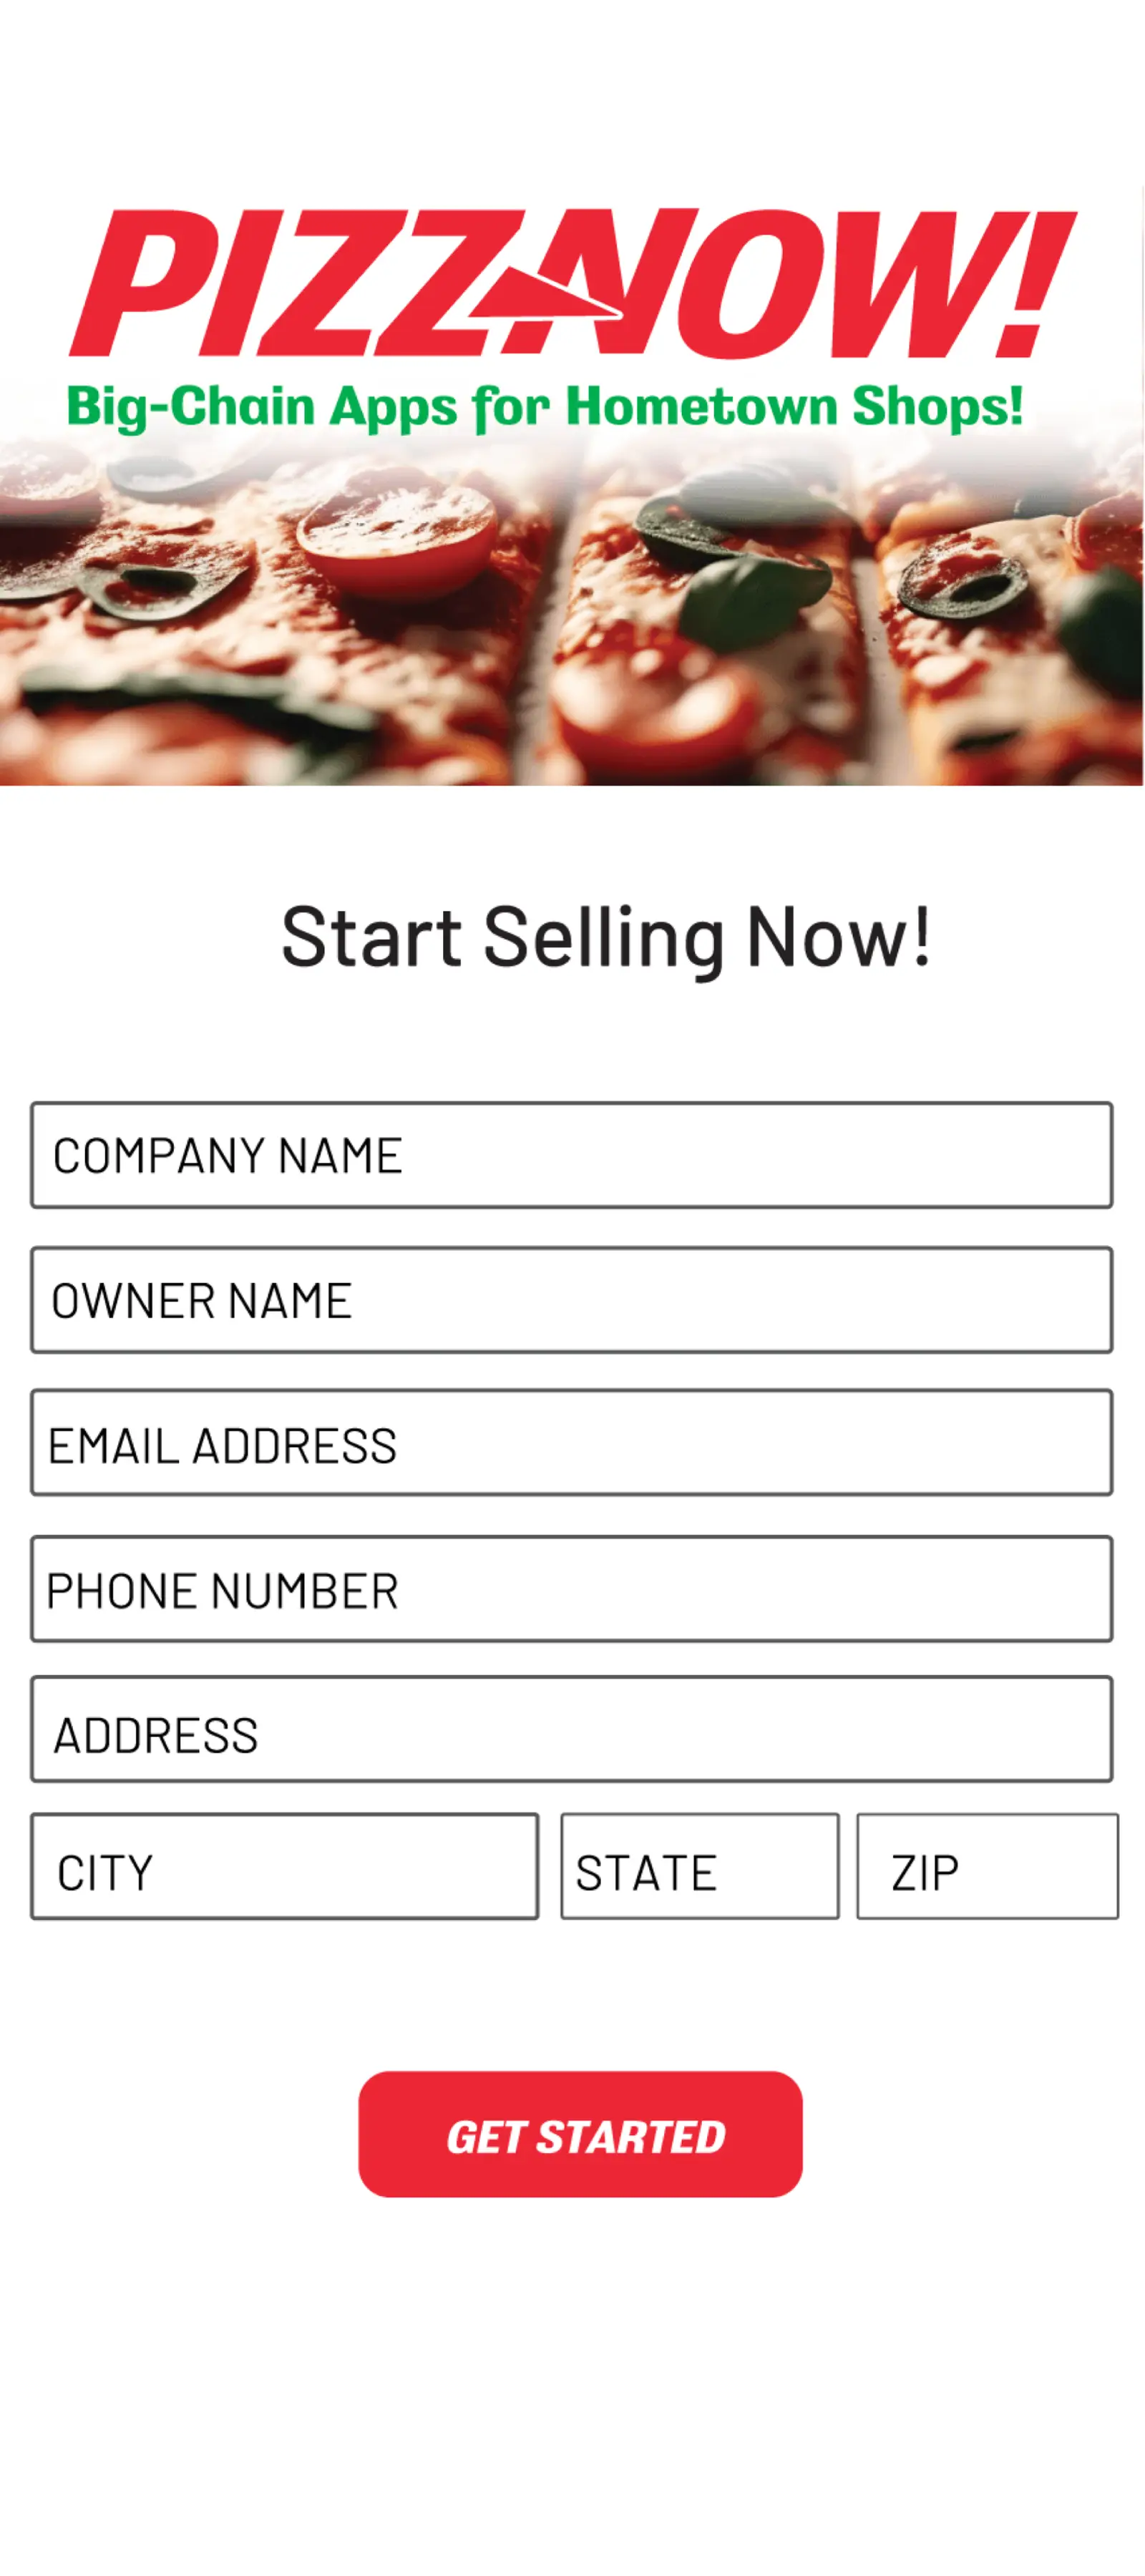 PIZZANOW!
Big-Chain Apps for Hometown Shops!
Start Selling Now!
COMPANY NAME
OWNER NAME
EMAIL ADDRESS
PHONE NUMBER
ADDRESS
CITY STATE ZIP
GET STARTED